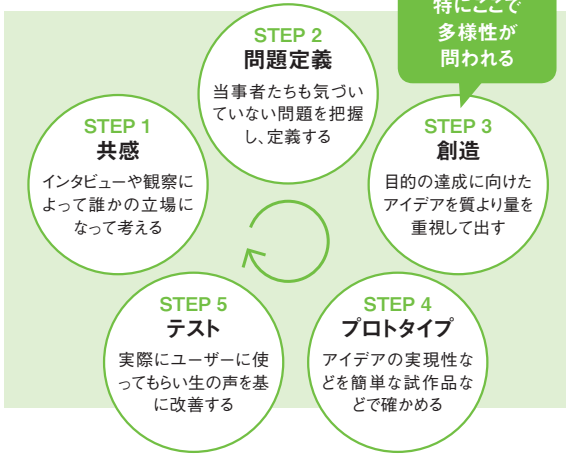 STEP 1
共感
インタビューや観察に
よって誰かの立場に
なって考える
STEP 2
問題定義
当事者たちも気づい
ていない問題を把握
し、定義する
特にここで
多様性が
問われる
STEP 3
創造
目的の達成に向けた
アイデアを質より量を
重視して出す
STEP 4
プロトタイプ
アイデアの実現性な
どを簡単な試作品な
どで確かめる
STEP 5
テスト
実際にユーザーに使
ってもらい生の声を基
に改善する